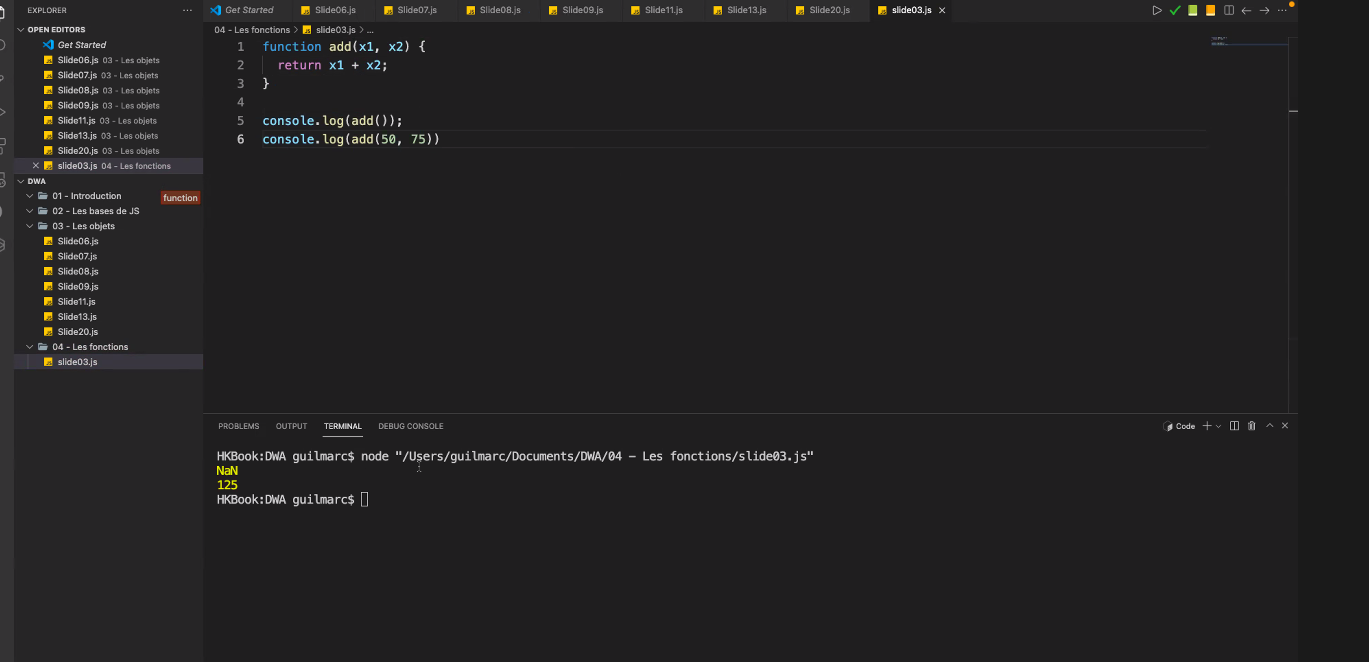 EXPLORER
···
OPEN EDITORS
Get Started
Slide06.js 03 - Les objets
Slide07.js 03 - Les objets
Slide08.js 03 - Les objets
Slide09.js 03 - Les objets
Slide11.js 03 - Les objets
Slide13.js 03 - Les objets
Slide20.js 03 - Les objets
slide03.js 04 - Les fonctions
DWA
01 - Introduction
function
02 - Les bases de JS
03 - Les objets
Slide06.js
Slide07.js
Slide08.js
Slide09.js
Slide11.js
Slide13.js
Slide20.js
04 - Les fonctions
slide03.js
Get Started Slide06.js Slide07.js Slide08.js Slide09.js Slide11.js Slide13.js Slide20.js slide03.js
04 - Les fonctions > slide03.js > ...
1 function add(x1, x2) {
2 return x1 + x2;
3 }
4
5 console.log(add());
6 console.log(add(50, 75))
PROBLEMS OUTPUT TERMINAL DEBUG CONSOLE
Code
HKBook:DWA guilmarc$ node "/Users/guilmarc/Documents/DWA/04 - Les fonctions/slide03.js"
NaN
125
HKBook:DWA guilmarc$